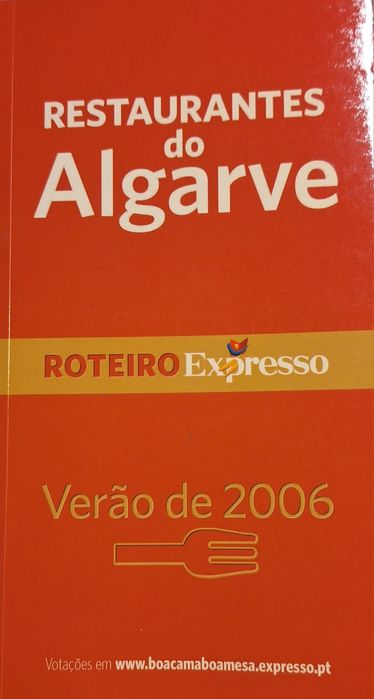 RESTAURANTES
do
Algarve
ROTEIRO Expresso
Verão de 2006
Votações em www.boacamaboamesa.expresso.pt